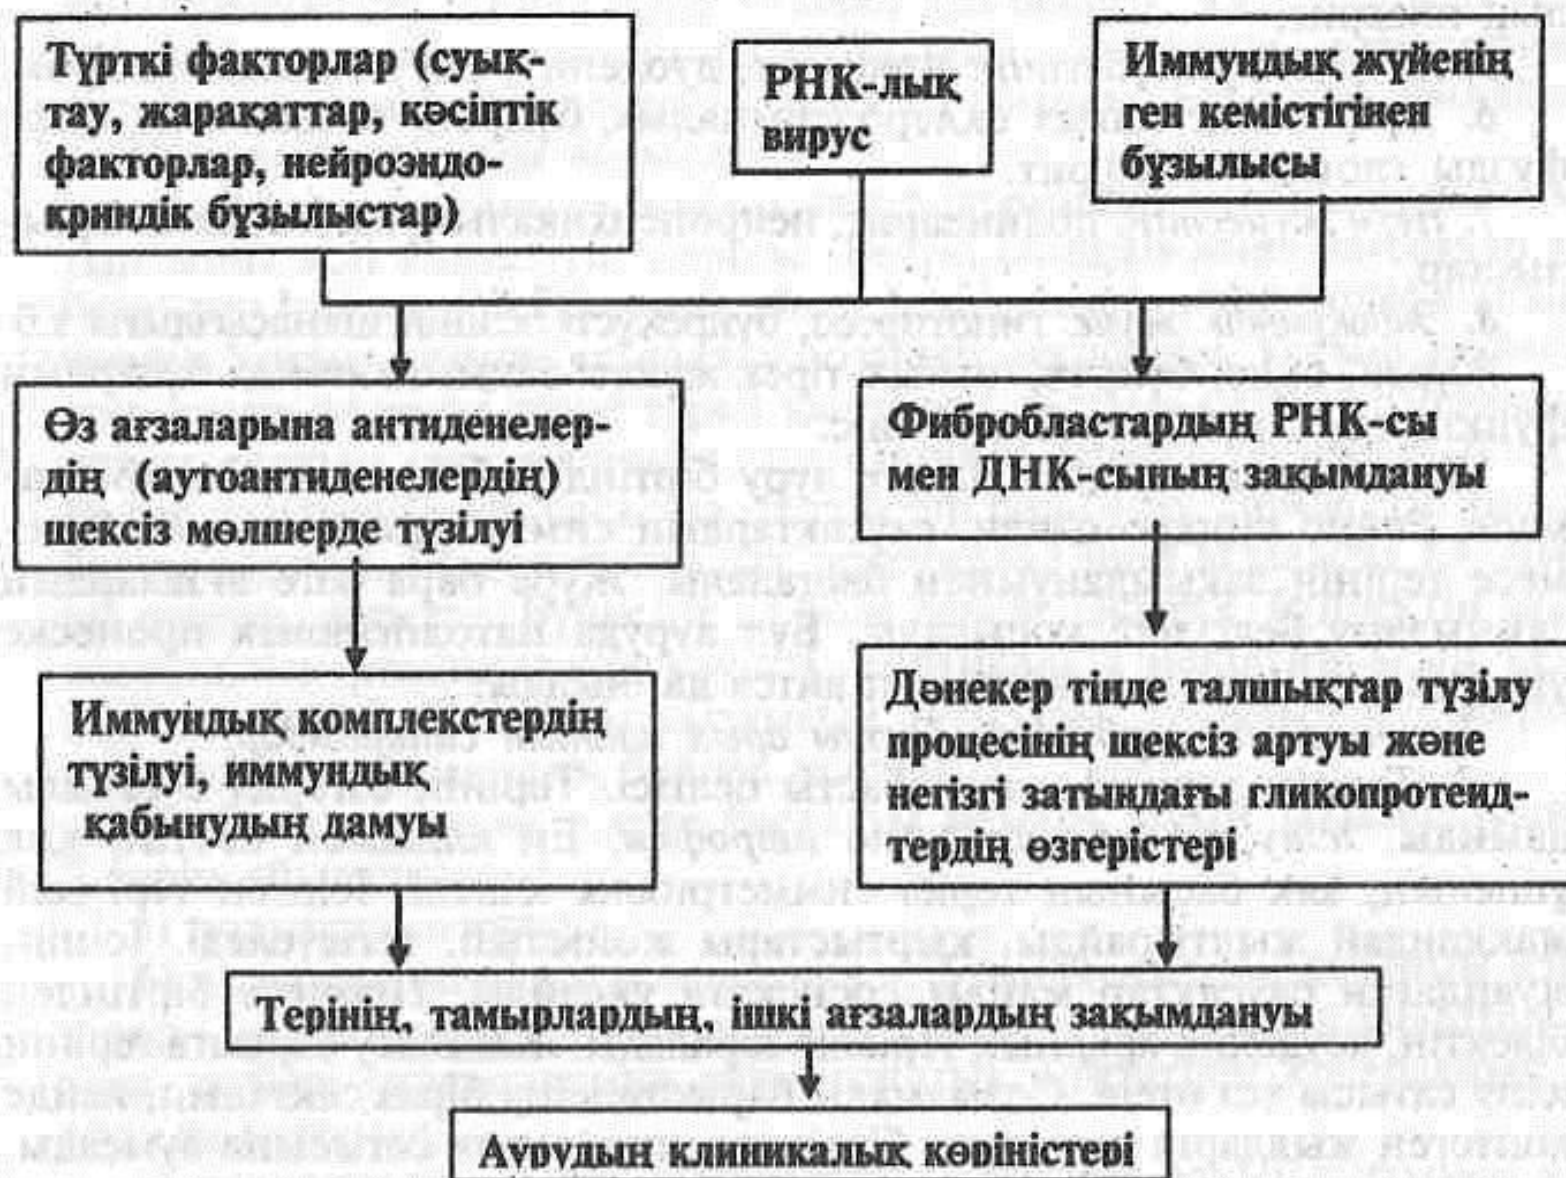 Түрткі факторлар (суық-
тау, жарақаттар, кәсіптік
факторлар, нейроэндо-
криндік бұзылыстар)
РНК-лық
вирус
Иммундық жүйенің
ген кемістігінен
бұзылысы
Өз ағзаларына антиденелер-
дің (аутоантиденелердің)
шексіз мөлшерде түзілуі
Фибробластардың РНК-сы
мен ДНК-сының зақымдануы
Иммундық комплекстердің
түзілуі, иммундық
қабынудың дамуы
Дәнекер тінде талшықтар түзілу
процесінің шексіз артуы және
негізгі затындағы гликопротеид-
тердің өзгерістері
Терінің, тамырлардың, ішкі ағзалардың зақымдануы
Аурудың клиникалық көріністері